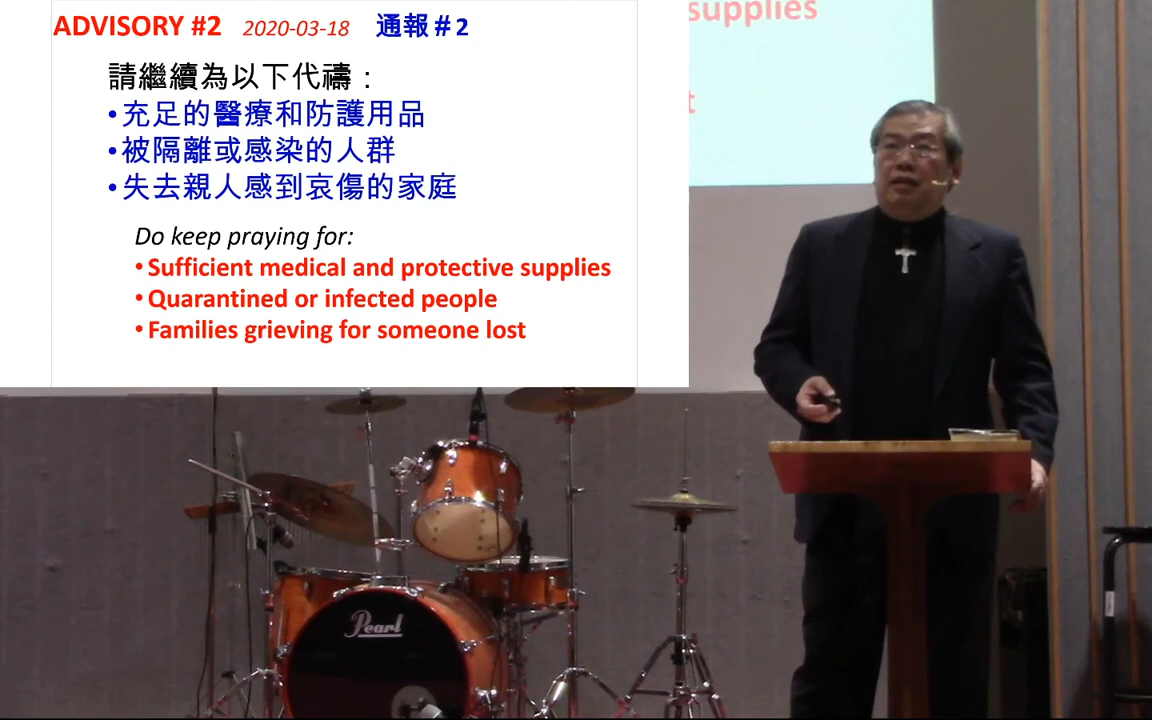 ADVISORY #2 2020-03-18 通報＃2
請繼續為以下代禱：
•充足的醫療和防護用品
•被隔離或感染的人群
•失去親人感到哀傷的家庭
Do keep praying for:
•Sufficient medical and protective supplies
•Quarantined or infected people
•Families grieving for someone lost
supplies
t
Pearl